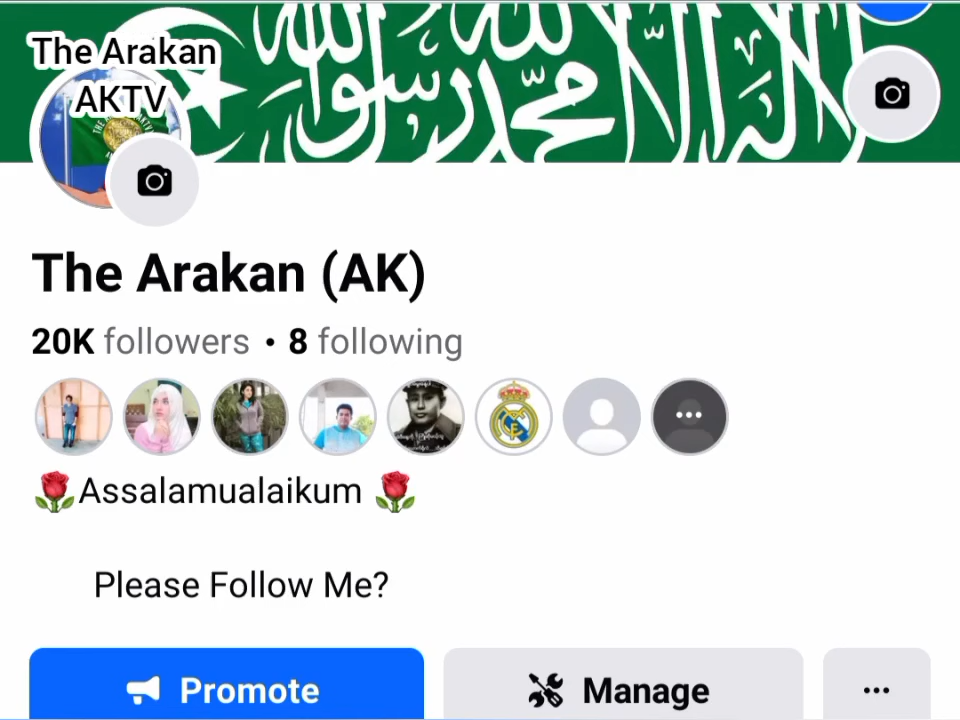 The Arakan
AKTV
لا إله إلا الله محمد رسول الله
The Arakan (AK)
20K followers • 8 following
🌹Assalamualaikum 🌹
Please Follow Me?
Promote
Manage